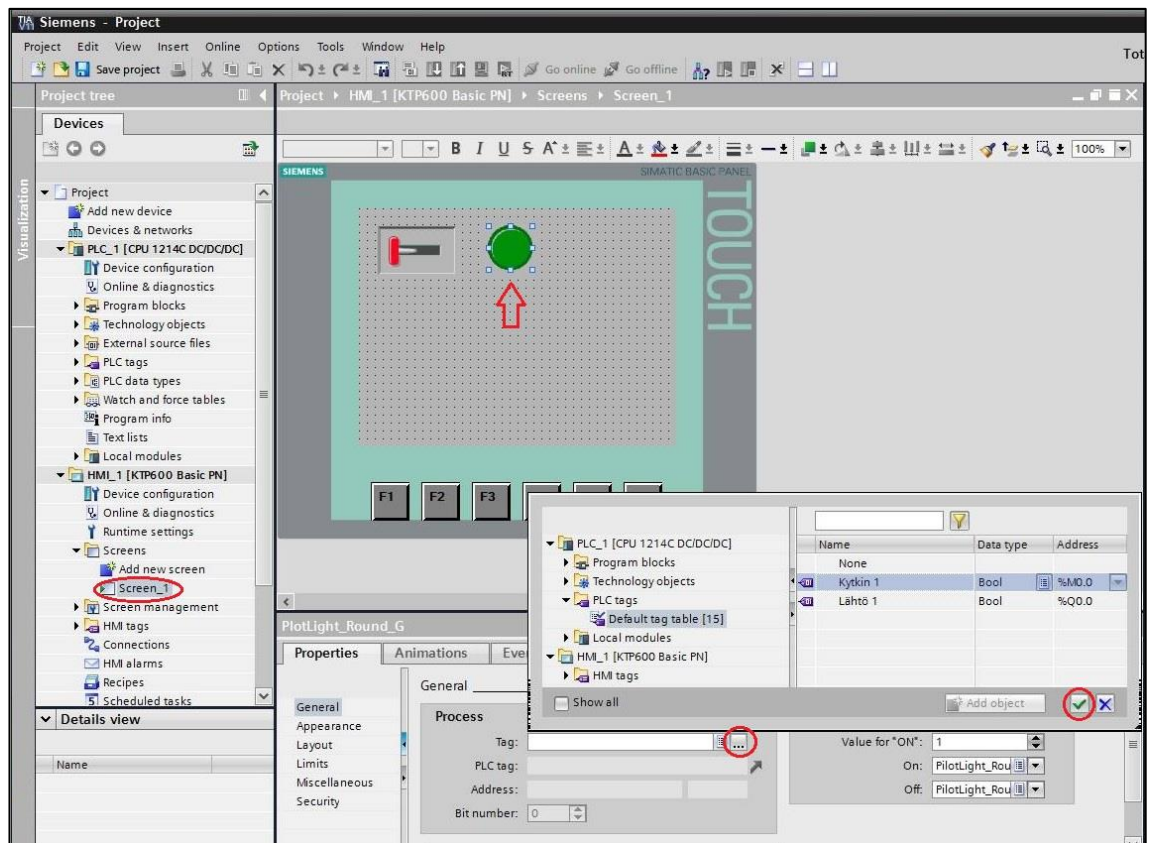 Siemens - Project
Project Edit View Insert Online Options Tools Window Help
Tot
Save project Go online Go offline
Project tree
Project HMI_1 [KTP600 Basic PN] Screens Screen_1
Devices
B I U S A A 100%
Visualization
SIEMENS
SIMATIC BASIC PANEL
TOUCH
Project
Add new device
Devices & networks
PLC_1 [CPU 1214C DC/DC/DC]
Device configuration
Online & diagnostics
Program blocks
Technology objects
External source files
PLC tags
PLC data types
Watch and force tables
Program info
Text lists
Local modules
HMI_1 [KTP600 Basic PN]
Device configuration
Online & diagnostics
Runtime settings
Screens
Add new screen
Screen_1
Screen management
HMI tags
Connections
HMI alarms
Recipes
Scheduled tasks
Details view
Name
F1 F2 F3
PLC_1 [CPU 1214C DC/DC/DC]
Program blocks
Technology objects
PLC tags
Default tag table [15]
Local modules
HMI_1 [KTP600 Basic PN]
HMI tags
Name Data type Address
None
Kytkin 1 Bool %M0.0
Lähtö 1 Bool %Q0.0
Show all
Add object
PlotLight_Round_G
Properties Animations Eve
General
General
Appearance
Layout
Limits
Miscellaneous
Security
Process
Tag:
PLC tag:
Address:
Bit number: 0
Value for "ON": 1
On: PilotLight_Rou
Off: PilotLight_Rou